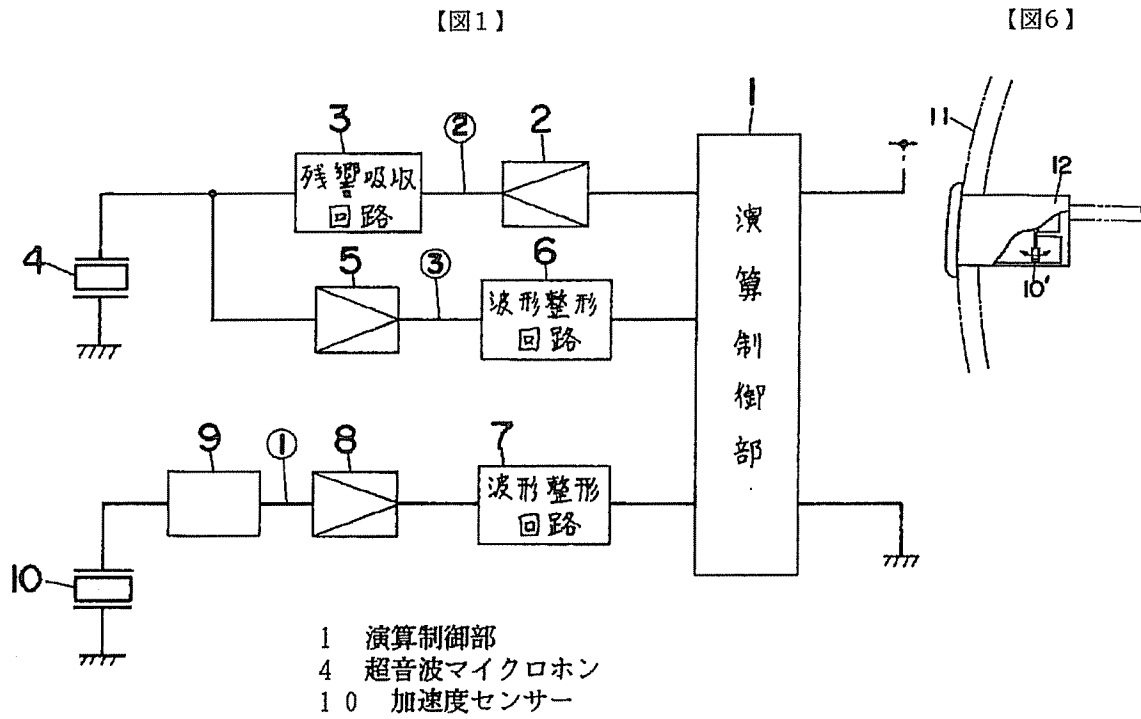 【図1】
【図6】
1
3
②
2
残響吸収
回路
11
12
4
5
③
6
波形整形
回路
10′
演算制御部
9
①
8
7
波形整形
回路
10
1 演算制御部
4 超音波マイクロホン
10 加速度センサー